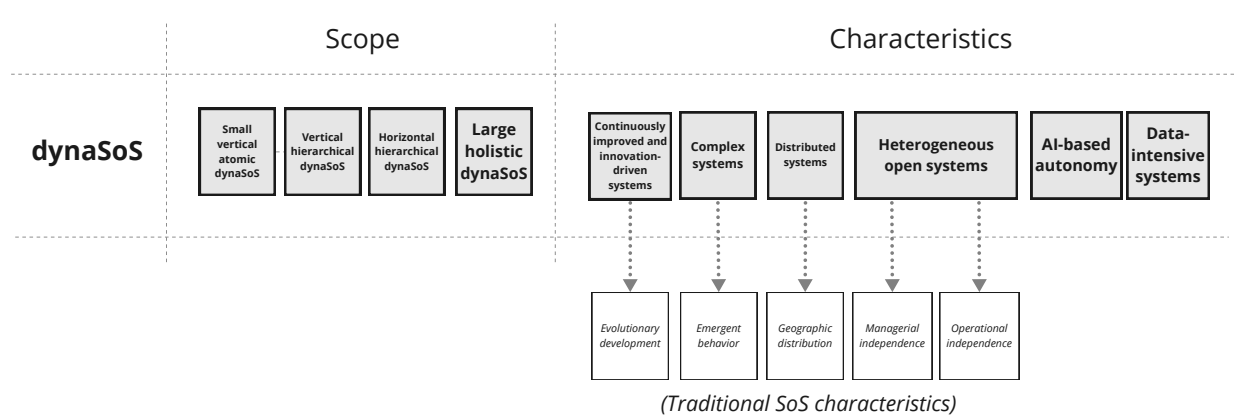 Scope
Characteristics
dynaSoS
Small
vertical
atomic
dynaSoS
Vertical
hierarchical
dynaSoS
Horizontal
hierarchical
dynaSoS
Large
holistic
dynaSoS
Continuously
improved and
innovation-
driven
systems
Complex
systems
Distributed
systems
Heterogeneous
open systems
AI-based
autonomy
Data-
intensive
systems
Evolutionary
development
Emergent
behavior
Geographic
distribution
Managerial
independence
Operational
independence
(Traditional SoS characteristics)